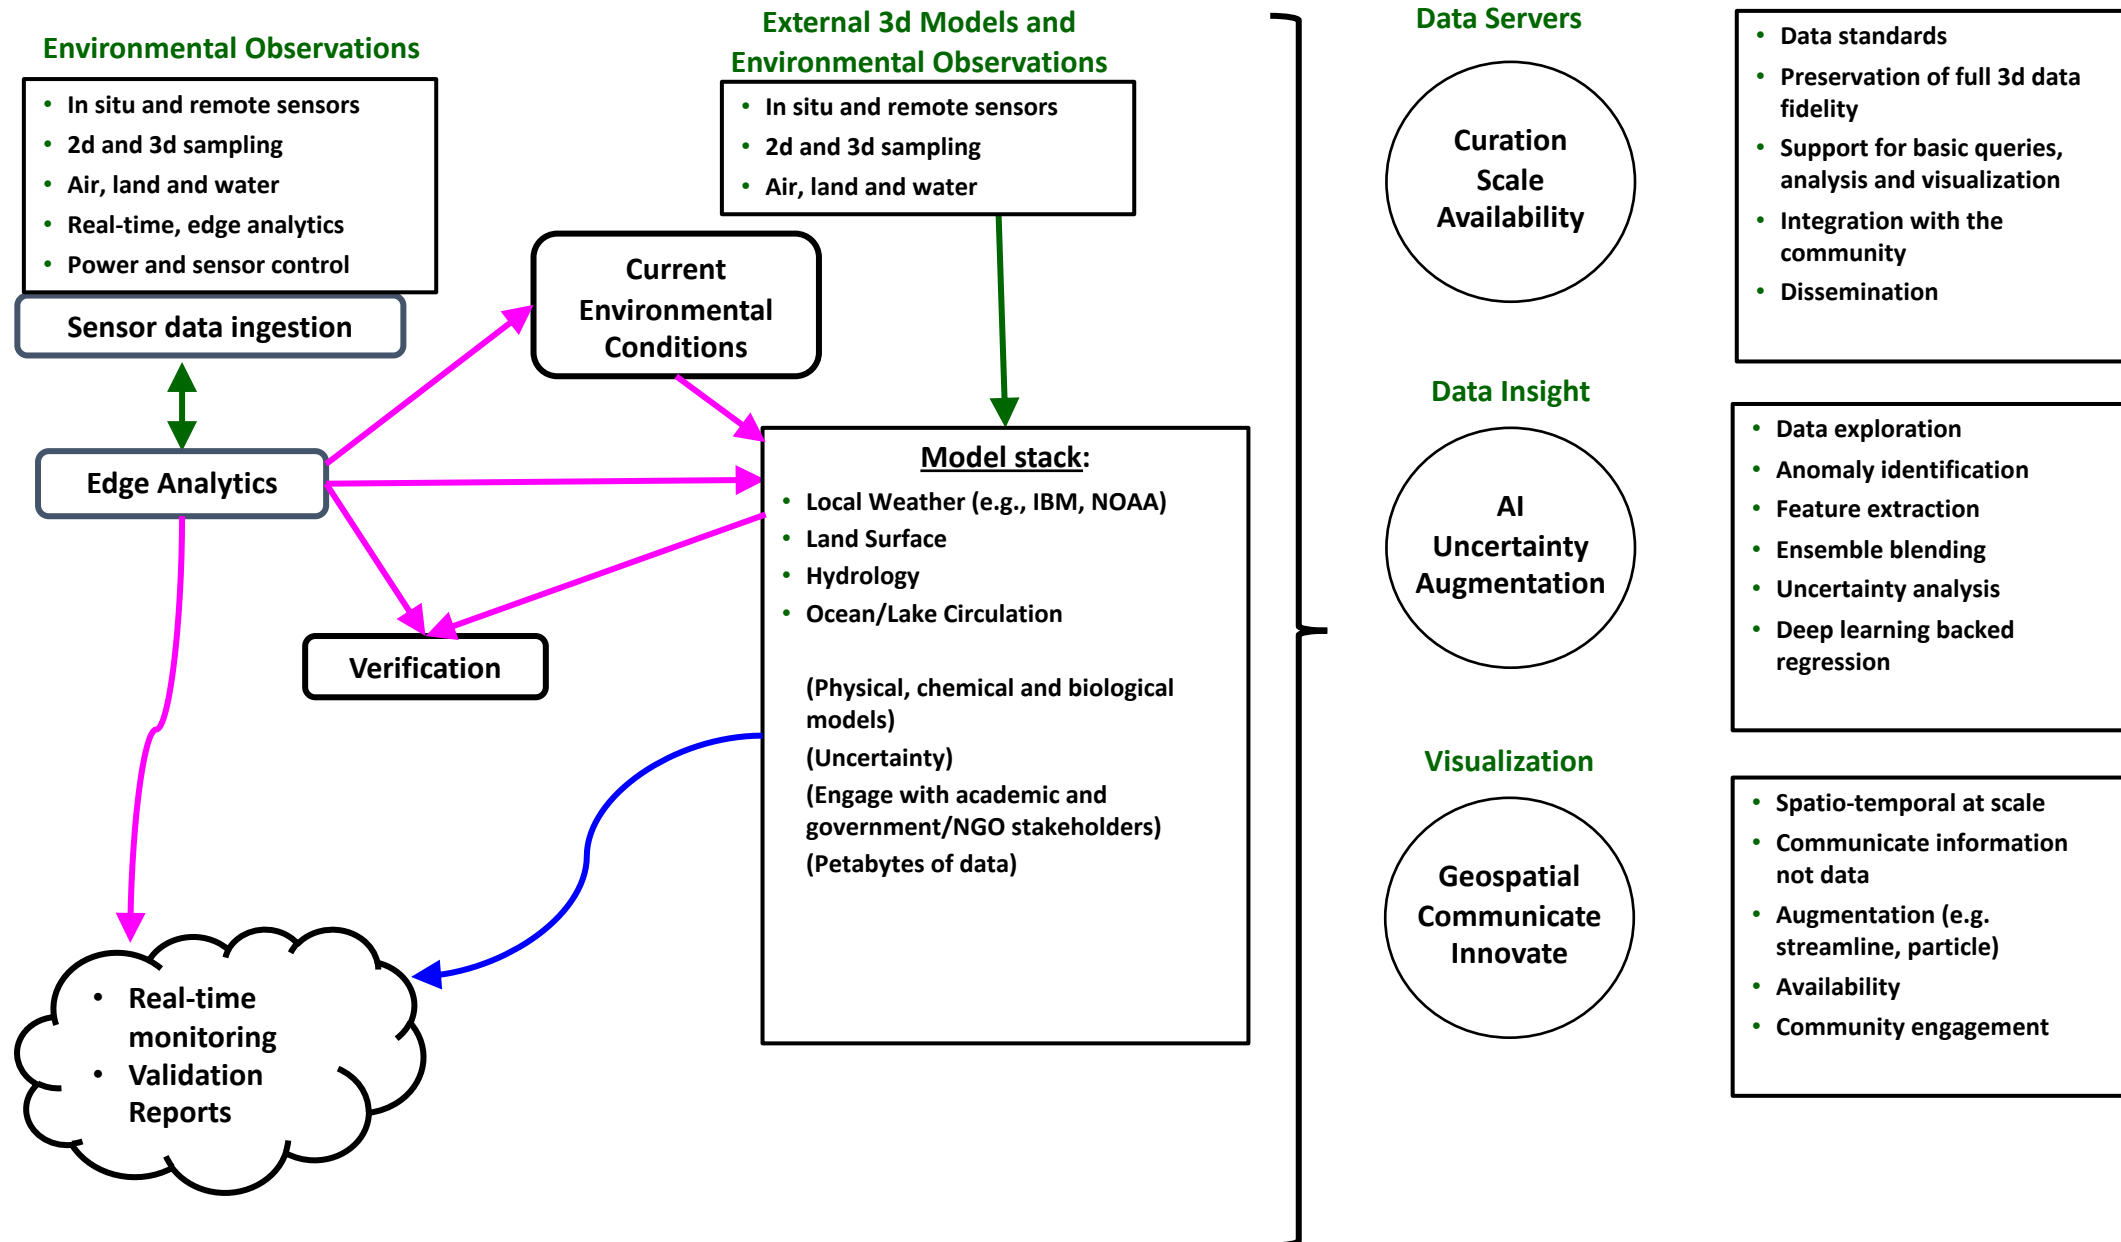 Environmental Observations
• In situ and remote sensors
• 2d and 3d sampling
• Air, land and water
• Real-time, edge analytics
• Power and sensor control
Sensor data ingestion
Edge Analytics
Current
Environmental
Conditions
Verification
• Real-time
monitoring
• Validation
Reports
External 3d Models and
Environmental Observations
• In situ and remote sensors
• 2d and 3d sampling
• Air, land and water
Model stack:
• Local Weather (e.g., IBM, NOAA)
• Land Surface
• Hydrology
• Ocean/Lake Circulation
(Physical, chemical and biological
models)
(Uncertainty)
(Engage with academic and
government/NGO stakeholders)
(Petabytes of data)
Data Servers
Curation
Scale
Availability
• Data standards
• Preservation of full 3d data
fidelity
• Support for basic queries,
analysis and visualization
• Integration with the
community
• Dissemination
Data Insight
AI
Uncertainty
Augmentation
• Data exploration
• Anomaly identification
• Feature extraction
• Ensemble blending
• Uncertainty analysis
• Deep learning backed
regression
Visualization
Geospatial
Communicate
Innovate
• Spatio-temporal at scale
• Communicate information
not data
• Augmentation (e.g.
streamline, particle)
• Availability
• Community engagement